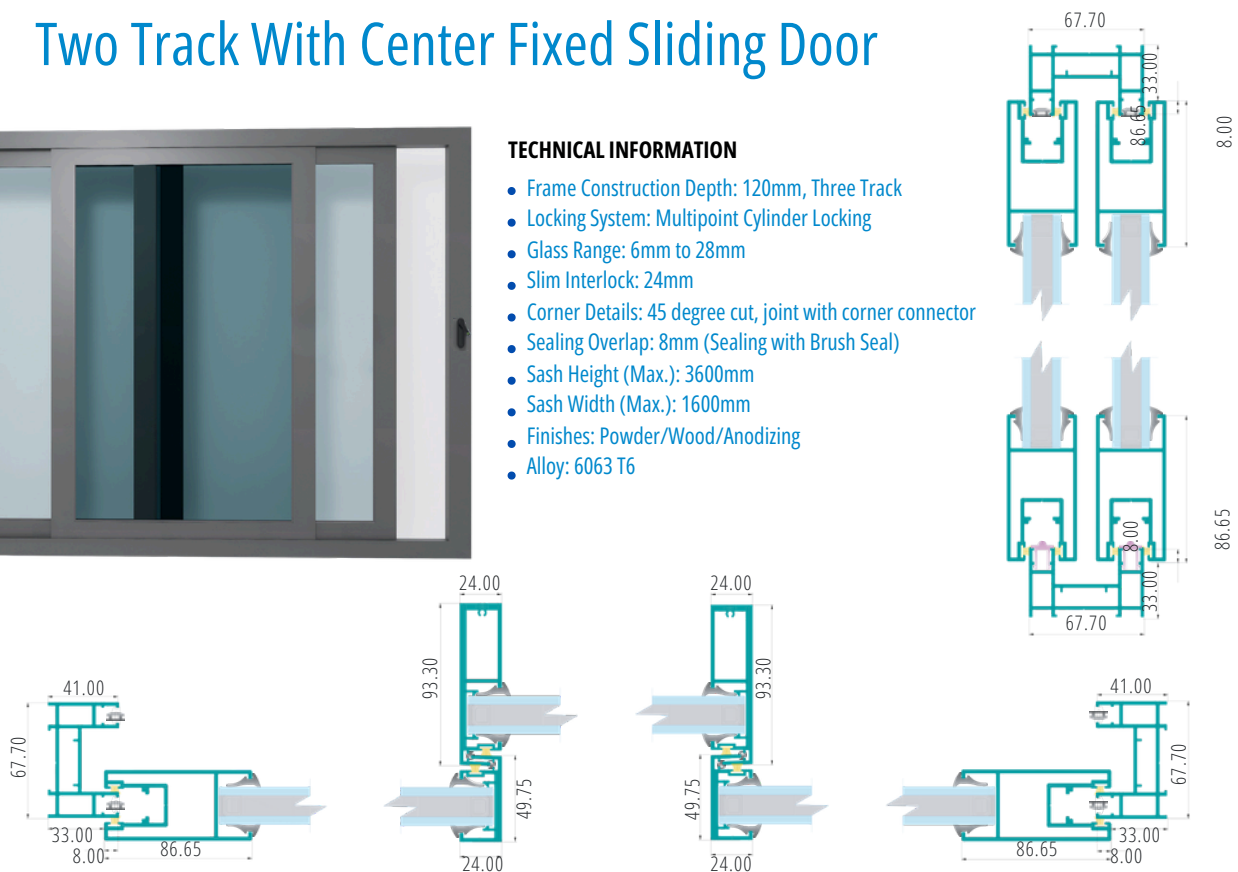 Two Track With Center Fixed Sliding Door
TECHNICAL INFORMATION
Frame Construction Depth: 120mm, Three Track
Locking System: Multipoint Cylinder Locking
Glass Range: 6mm to 28mm
Slim Interlock: 24mm
Corner Details: 45 degree cut, joint with corner connector
Sealing Overlap: 8mm (Sealing with Brush Seal)
Sash Height (Max.): 3600mm
Sash Width (Max.): 1600mm
Finishes: Powder/Wood/Anodizing
Alloy: 6063 T6
67.70
33.00
86.65
8.00
86.65
8.00
33.00
67.70
41.00
67.70
33.00
8.00
86.65
24.00
93.30
49.75
24.00
24.00
93.30
49.75
24.00
41.00
67.70
33.00
86.65
8.00